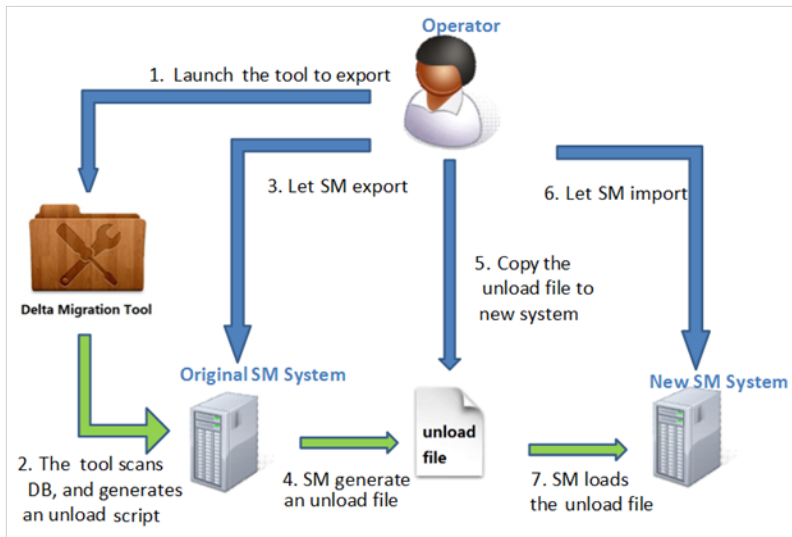 Operator
1. Launch the tool to export
3. Let SM export
6. Let SM import
5. Copy the
unload file to
new system
Delta Migration Tool
Original SM System
New SM System
unload
file
2. The tool scans
DB, and generates
an unload script
4. SM generate
an unload file
7. SM loads
the unload file